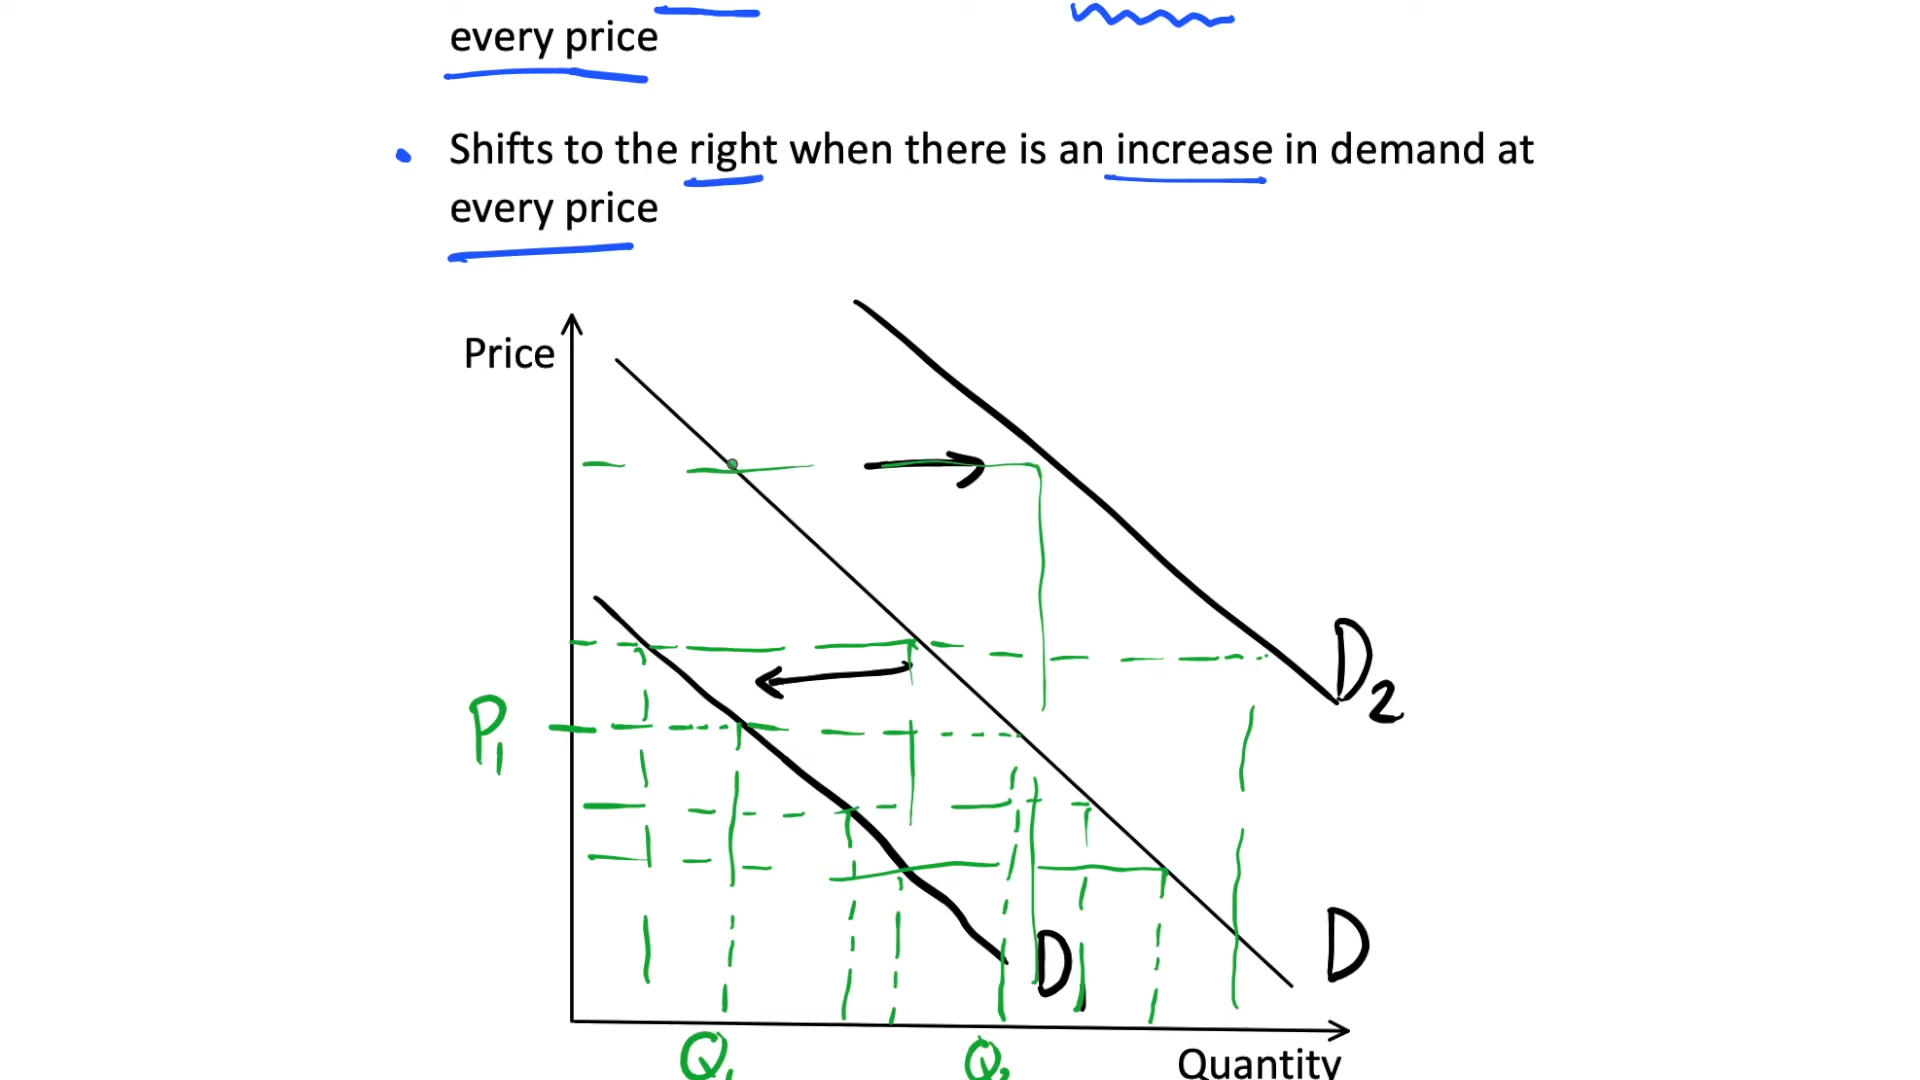 every price
• Shifts to the right when there is an increase in demand at
every price
Price
D2
P1
D
D1
Q1
Quantity